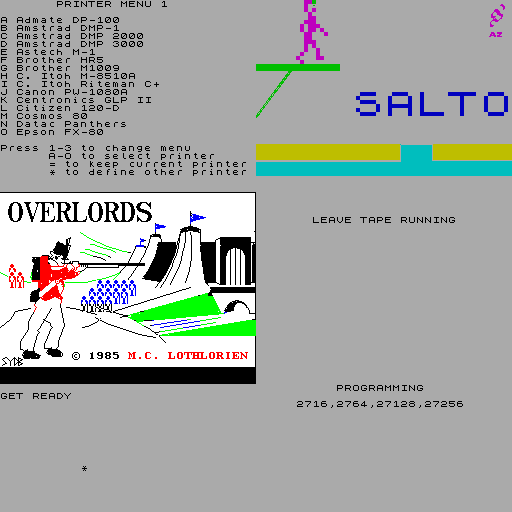 PRINTER MENU 1
A Admate DP-100
B Amstrad DMP-1
C Amstrad DMP 2000
D Amstrad DMP 3000
E Astech M-1
F Brother HR5
G Brother M1009
H C. Itoh M-8510A
I C. Itoh Riteman C+
J Canon PW-1080A
K Centronics GLP II
L Citizen 120-D
M Cosmos 80
N Datac Panthers
O Epson FX-80
Press 1-3 to change menu
A-O to select printer
= to keep current printer
* to define other printer
AZ
SALTO
OVERLORDS
© 1985 M.C. LOTHLORIEN
LEAVE TAPE RUNNING
GET READY
*
PROGRAMMING
2716,2764,27128,27256